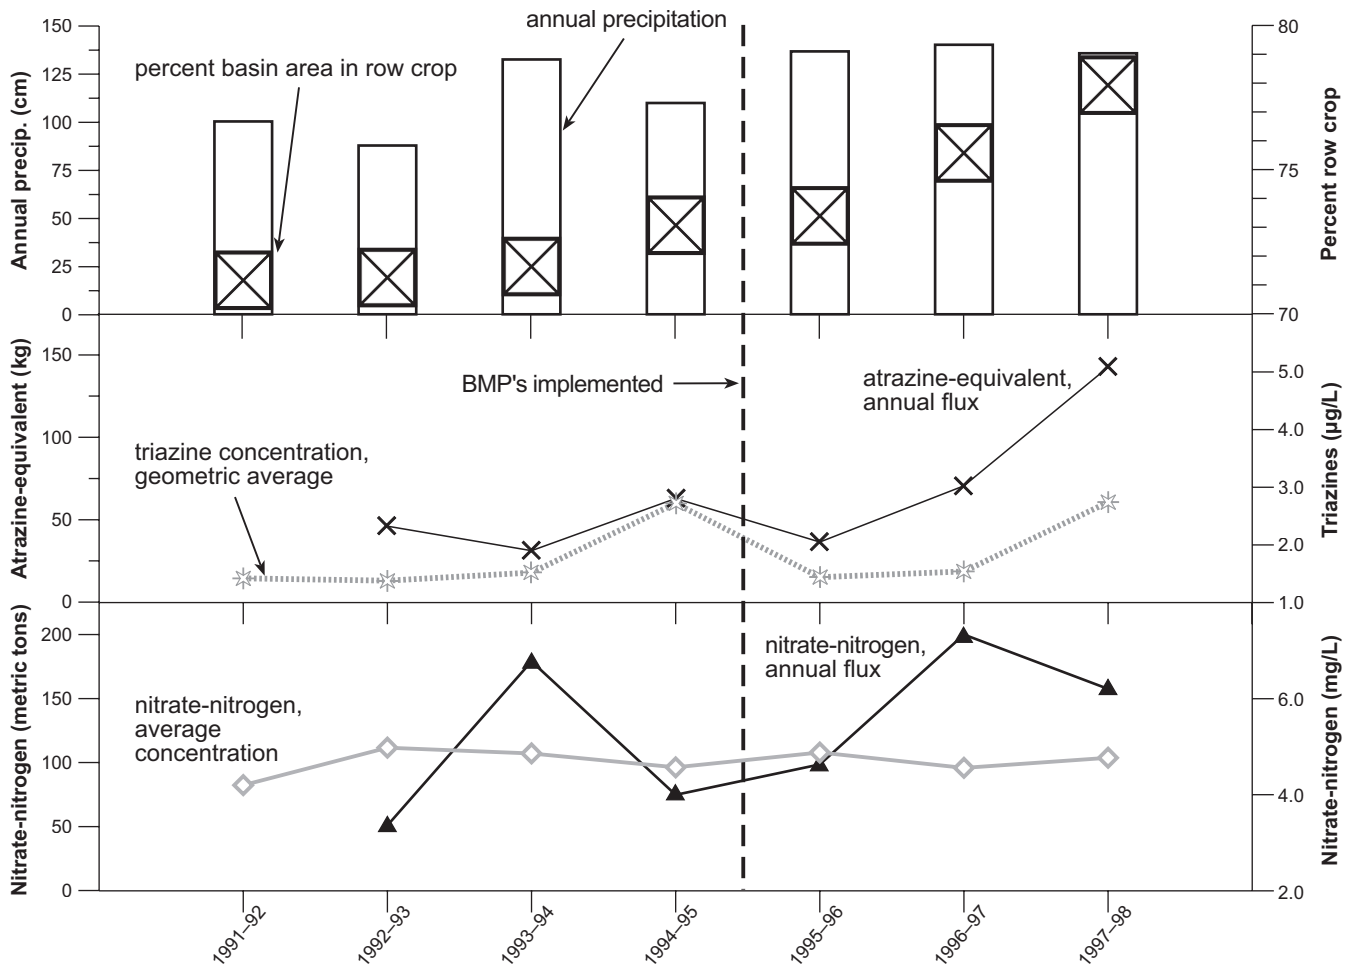 annual precipitation
percent basin area in row crop
Annual precip. (cm)
150
125
100
75
50
25
0
80
75
70
Percent row crop
BMP's implemented
atrazine-equivalent,
annual flux
triazine concentration,
geometric average
Atrazine-equivalent (kg)
150
100
50
0
5.0
4.0
3.0
2.0
1.0
Triazines (µg/L)
nitrate-nitrogen,
annual flux
nitrate-nitrogen,
average
concentration
Nitrate-nitrogen (metric tons)
200
150
100
50
0
6.0
4.0
2.0
Nitrate-nitrogen (mg/L)
1991–92
1992–93
1993–94
1994–95
1995–96
1996–97
1997–98